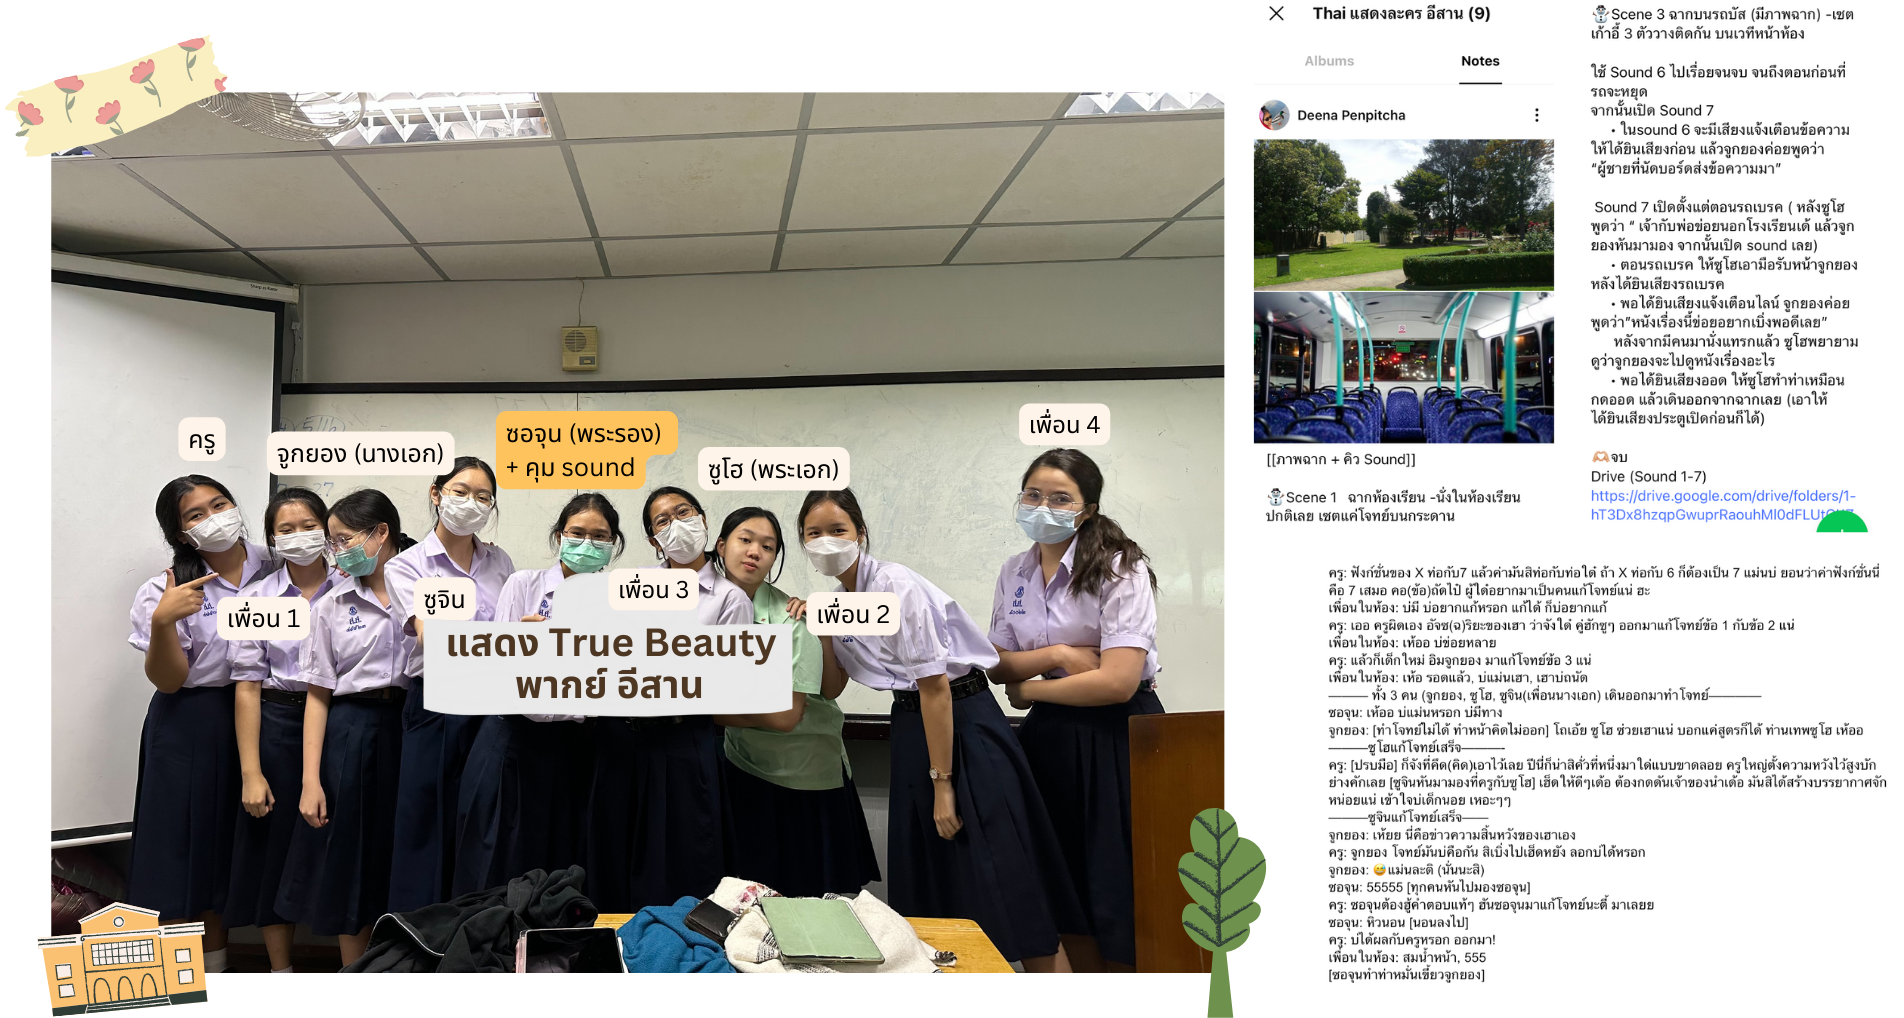 ครู
จูกยอง (นางเอก)
ซอจุน (พระรอง)
+ คุม sound
ซูโฮ (พระเอก)
เพื่อน 4
เพื่อน 1
ซูจิน
เพื่อน 3
เพื่อน 2
แสดง True Beauty
พากย์ อีสาน
Thai แสดงละคร อีสาน (9)
Albums
Notes
Deena Penpitcha
[[ภาพฉาก + คิว Sound]]
⛄Scene 1 ฉากห้องเรียน -นั่งในห้องเรียน
ปกติเลย เซตแค่โจทย์บนกระดาน
⛄Scene 3 ฉากบนรถบัส (มีภาพฉาก) -เซต
เก้าอี้ 3 ตัววางติดกัน บนเวทีหน้าห้อง
ใช้ Sound 6 ไปเรื่อยจนจบ จนถึงตอนก่อนที่
รถจะหยุด
จากนั้นเปิด Sound 7
• ในsound 6 จะมีเสียงแจ้งเตือนข้อความ
ให้ได้ยินเสียงก่อน แล้วจูกยองค่อยพูดว่า
“ผู้ชายที่นัดบอร์ดส่งข้อความมา”
Sound 7 เปิดตั้งแต่ตอนรถเบรค ( หลังซูโฮ
พูดว่า “ เจ้ากับพ่อข่อยนอกโรงเรียนเด้ แล้วจูก
ยองหันมามอง จากนั้นเปิด sound เลย)
• ตอนรถเบรค ให้ซูโฮเอามือรับหน้าจูกยอง
หลังได้ยินเสียงรถเบรค
• พอได้ยินเสียงแจ้งเตือนไลน์ จูกยองค่อย
พูดว่า”หนังเรื่องนี้ข่อยอยากเบิ่งพอดีเลย”
หลังจากมีคนมานั่งแทรกแล้ว ซูโฮพยายาม
ดูว่าจูกยองจะไปดูหนังเรื่องอะไร
• พอได้ยินเสียงออด ให้ซูโฮทำท่าเหมือน
กดออด แล้วเดินออกจากฉากเลย (เอาให้
ได้ยินเสียงประตูเปิดก่อนก็ได้)
🫶🏻จบ
Drive (Sound 1-7)
https://drive.google.com/drive/folders/1-
hT3Dx8hzqpGwuprRaouhMl0dFLUt
ครู: ฟังก์ชั่นของ X ท่อกับ7 แล้วค่ามันสิท่อกับท่อใด๋ ถ้า X ท่อกับ 6 ก็ต้องเป็น 7 แม่นบ่ ยอนว่าค่าฟังก์ชั่นนี่
คือ 7 เสมอ คอ(ข้อ)ถัดไป๋ ผู้ใด๋อยากมาเป็นคนแก้โจทย์แน่ ฮะ
เพื่อนในห้อง: บ่มี บ่อยากแก้หรอก แก้ได้ ก็บ่อยากแก้
ครู: เออ ครูผิดเอง อัจซ(ฉ)ริยะของเฮา ว่าจั่งใด๋ คู่ฮักซูๆ ออกมาแก้โจทย์ข้อ 1 กับข้อ 2 แน่
เพื่อนในห้อง: เห้ออ บ่ข่อยหลาย
ครู: แล้วก็เด็กใหม่ อิมจูกยอง มาแก้โจทย์ข้อ 3 แน่
เพื่อนในห้อง: เห้อ รอดแล้ว, บ่แม่นเฮา, เฮาบ่ถนัด
——— ทั้ง 3 คน (จูกยอง, ซูโฮ, ซูจิน(เพื่อนนางเอก) เดินออกมาทำโจทย์————
ซอจุน: เห้ออ บ่แม่นหรอก บ่มีทาง
จูกยอง: [ทำโจทย์ไม่ได้ ทำหน้าคิดไม่ออก] โถเอ้ย ซูโฮ ซ่วยเฮาแน่ บอกแค่สูตรก็ได้ ท่านเทพซูโฮ เห้ออ
———ซูโฮแก้โจทย์เสร็จ———-
ครู: [ปรบมือ] ก็จั่งที่คึด(คิด)เอาไว้เลย ปีนี่ก็น่าสิคั่วที่หนึ่งมาใด่แบบขาดลอย ครูใหญ่ตั้งความหวังไว้สูงบัก
ย่างคักเลย [ซูจินหันมามองที่ครูกับซูโฮ] เฮ็ดให้ดีๆเด้อ ต้องกดดันเจ้าของนำเด้อ มันสิได้สร้างบรรยากาศจัก
หน่อยแน่ เข้าใจบ่เด็กนอย เหอะๆๆ
———ซูจินแก้โจทย์เสร็จ——
จูกยอง: เห้ยย นี่คือข่าวความสิ้นหวังของเฮาเอง
ครู: จูกยอง โจทย์มันบ่คือกัน สิเบิ่งไปเฮ็ดหยัง ลอกบ่ได้หรอก
จูกยอง: 😅แม่นละดิ (นั่นนะสิ)
ซอจุน: 55555 [ทุกคนหันไปมองซอจุน]
ครู: ซอจุนต้องฮู้คำตอบแท้ๆ ฮันซอจุนมาแก้โจทย์นะดี้ มาเลยย
ซอจุน: หิวนอน [นอนลงไป]
ครู: บ่ได้ผลกับครูหรอก ออกมา!
เพื่อนในห้อง: สมน้ำหน้า, 555
[ซอจุนทำท่าหมั่นเขี้ยวจูกยอง]